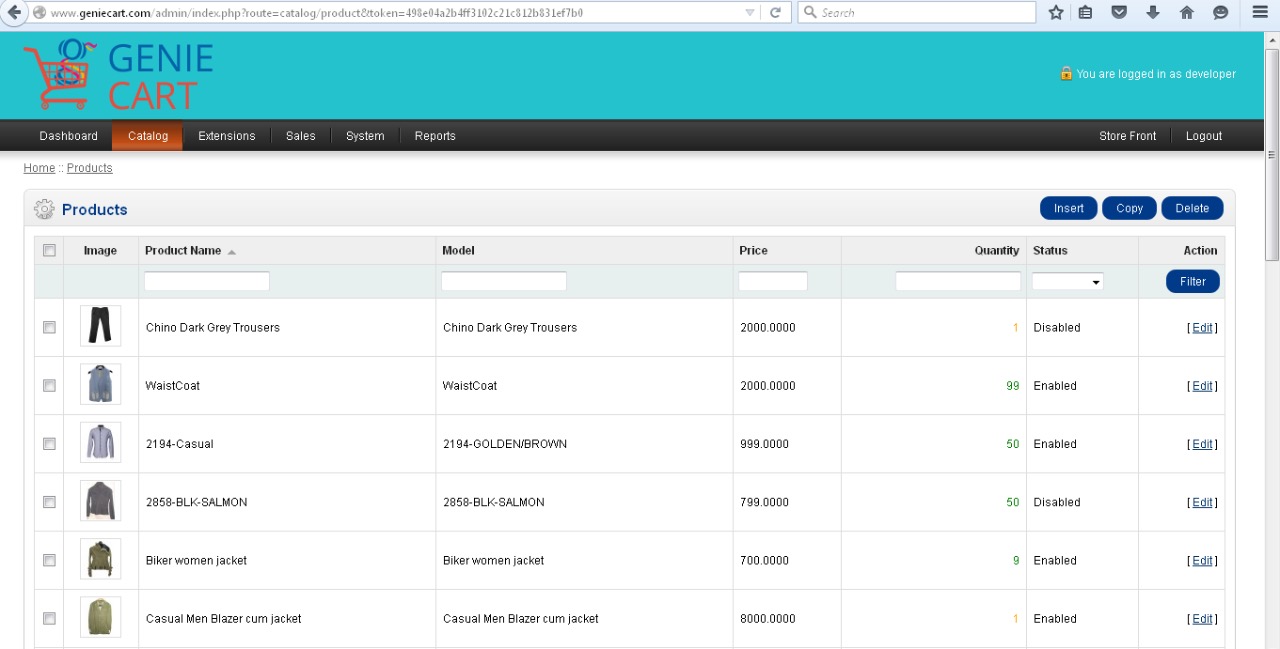 www.geniecart.com/admin/index.php?route=catalog/product&token=498e04a2b4ff3102c21c812b831ef7b0
Search
GENIE
CART
You are logged in as developer
Dashboard Catalog Extensions Sales System Reports Store Front Logout
Home :: Products
Products Insert Copy Delete
Image Product Name Model Price Quantity Status Action
Filter
Chino Dark Grey Trousers Chino Dark Grey Trousers 2000.0000 1 Disabled [ Edit ]
WaistCoat WaistCoat 2000.0000 99 Enabled [ Edit ]
2194-Casual 2194-GOLDEN/BROWN 999.0000 50 Enabled [ Edit ]
2858-BLK-SALMON 2858-BLK-SALMON 799.0000 50 Disabled [ Edit ]
Biker women jacket Biker women jacket 700.0000 9 Enabled [ Edit ]
Casual Men Blazer cum jacket Casual Men Blazer cum jacket 8000.0000 1 Enabled [ Edit ]